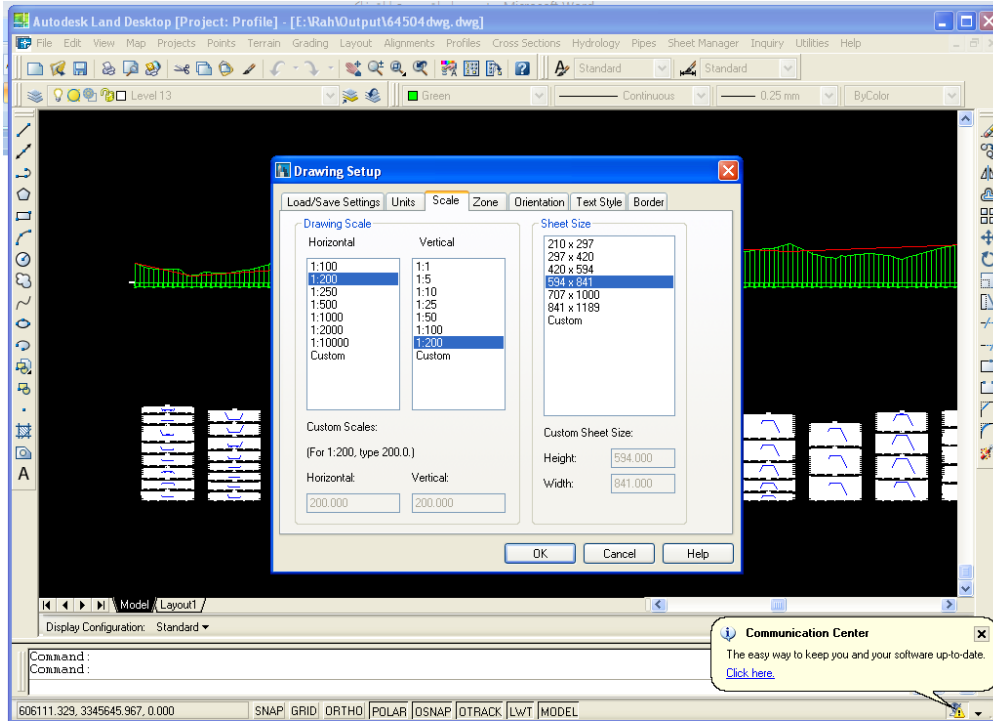 Autodesk Land Desktop [Project: Profile] - [E:\Rah\Output\64504dwg.dwg]
File Edit View Map Projects Points Terrain Grading Layout Alignments Profiles Cross Sections Hydrology Pipes Sheet Manager Inquiry Utilities Help
Standard Standard
Level 13 Green Continuous 0.25 mm ByColor
Drawing Setup
Load/Save Settings Units Scale Zone Orientation Text Style Border
Drawing Scale
Horizontal Vertical
1:100
1:200
1:250
1:500
1:1000
1:2000
1:10000
Custom
1:1
1:5
1:10
1:25
1:50
1:100
1:200
Custom
Custom Scales:
(For 1:200, type 200.0.)
Horizontal: Vertical:
200.000 200.000
Sheet Size
210 x 297
297 x 420
420 x 594
594 x 841
707 x 1000
841 x 1189
Custom
Custom Sheet Size:
Height: 594.000
Width: 841.000
OK Cancel Help
Model Layout1
Display Configuration: Standard
Communication Center
The easy way to keep you and your software up-to-date.
Click here.
Command:
Command:
606111.329, 3345645.967, 0.000 SNAP GRID ORTHO POLAR OSNAP OTRACK LWT MODEL